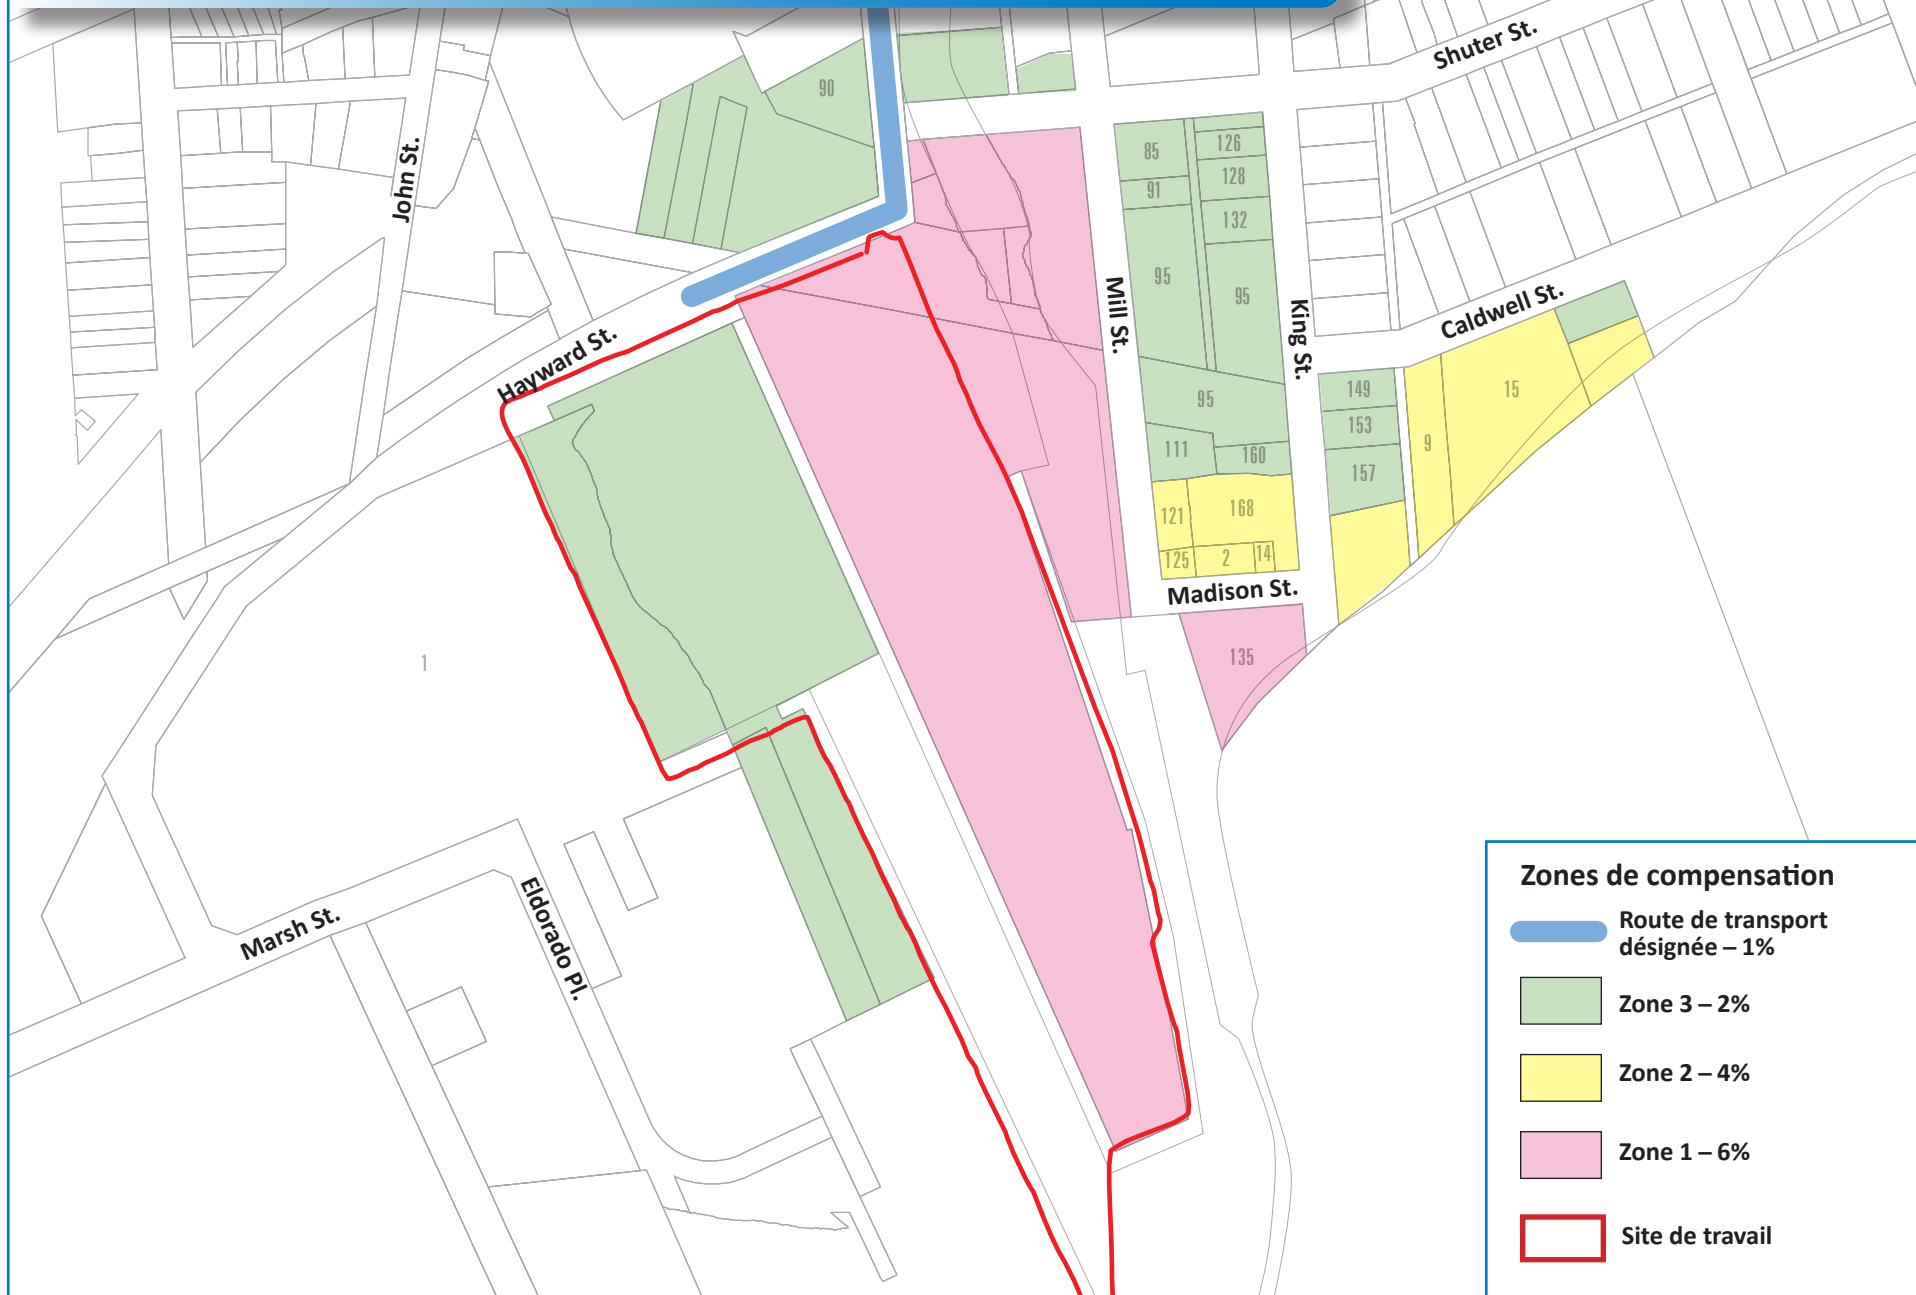 Shuter St.
90
John St.
85
126
91
128
132
95
95
Mill St.
King St.
Caldwell St.
Hayward St.
95
149
15
153
9
111
160
157
121
168
125
2
14
Madison St.
1
135
Marsh St.
Eldorado Pl.
Zones de compensation
Route de transport
désignée – 1%
Zone 3 – 2%
Zone 2 – 4%
Zone 1 – 6%
Site de travail